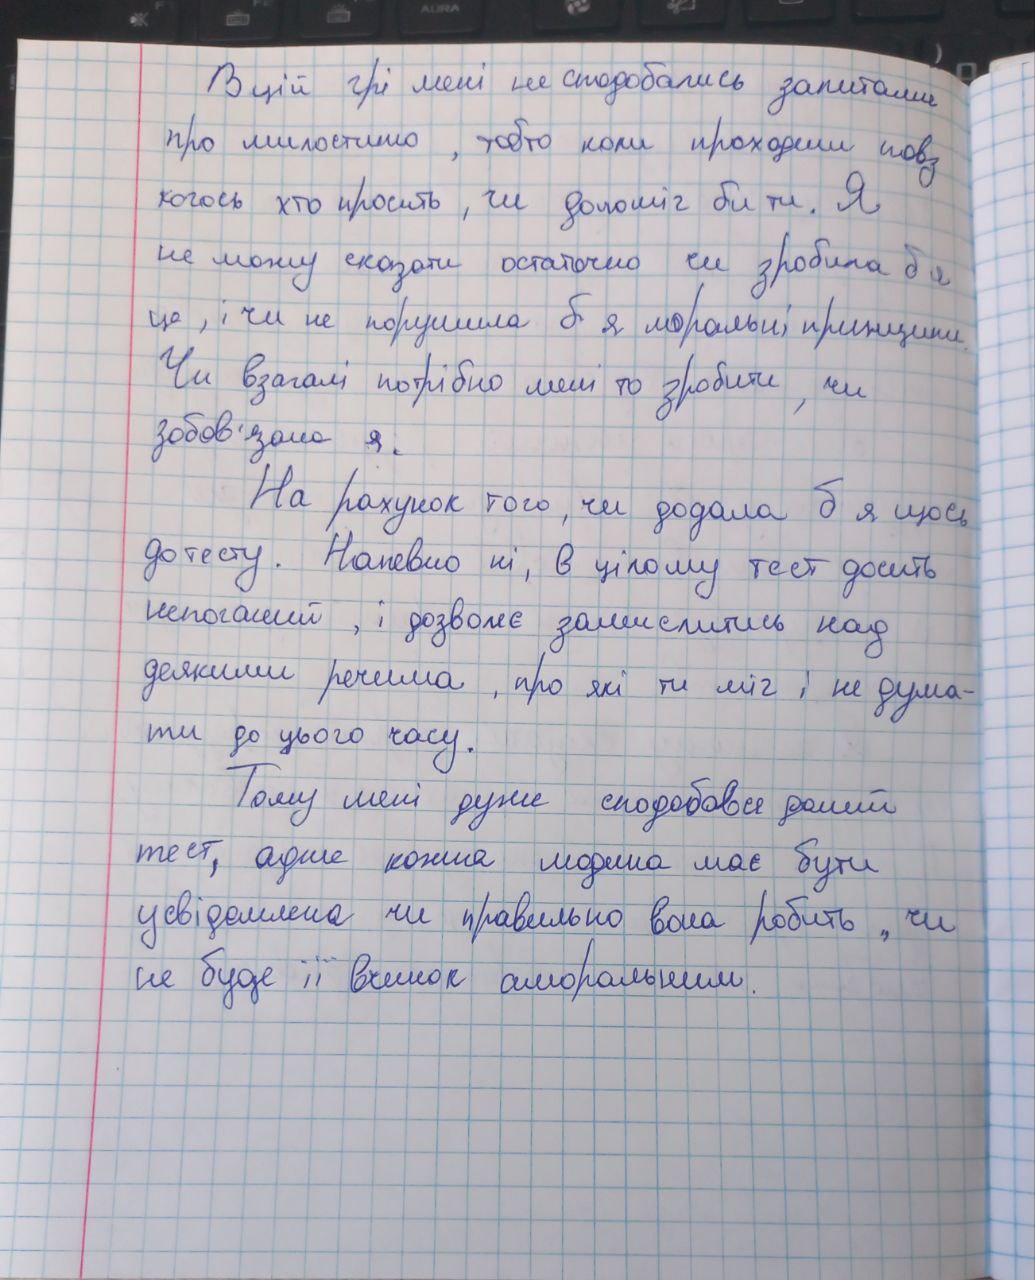 AURA
В цій грі мені не сподобались запитання
про милостиню, тобто коли проходиш повз
когось хто просить, чи допоміг би ти. Я
не можу сказати остаточно чи зробила б я
це, і чи не порушила б я моральні принципи.
Чи взагалі потрібно мені то зробити, чи
зобов'язана я.
На рахунок того, чи додала б я щось
до тесту. Напевно ні, в цілому тест досить
непоганий, і дозволяє замислитись над
деякими речима, про які ти міг і не дума-
ти до цього часу.
Тому мені дуже сподобався даний
тест, адже кожна людина має бути
усвідомлена чи правильно вона робить, чи
не буде її вчинок аморальним.